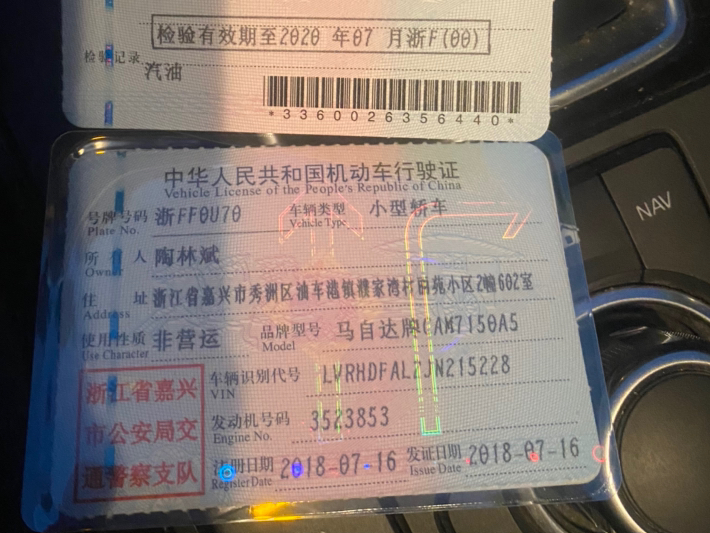 检验有效期至2020年07月浙F(00)
检验记录
汽油
*3360026356440*
中华人民共和国机动车行驶证
Vehicle License of the People's Republic of China
号牌号码 浙FF0U70 车辆类型 小型轿车
Plate No. Vehicle Type
所有人 陶林斌
Owner
住址 浙江省嘉兴市秀洲区油车港镇濮家湾村 苑小区2幢602室
Address
使用性质 非营运 品牌型号 马自达牌CAM7150A5
Use Character Model
浙江省嘉兴
市公安局交
通警察支队
车辆识别代号 LVRHDFALZJN215228
VIN
发动机号码 3523853
Engine No.
注册日期 2018-07-16 发证日期 2018-07-16
Register Date Issue Date
NAV